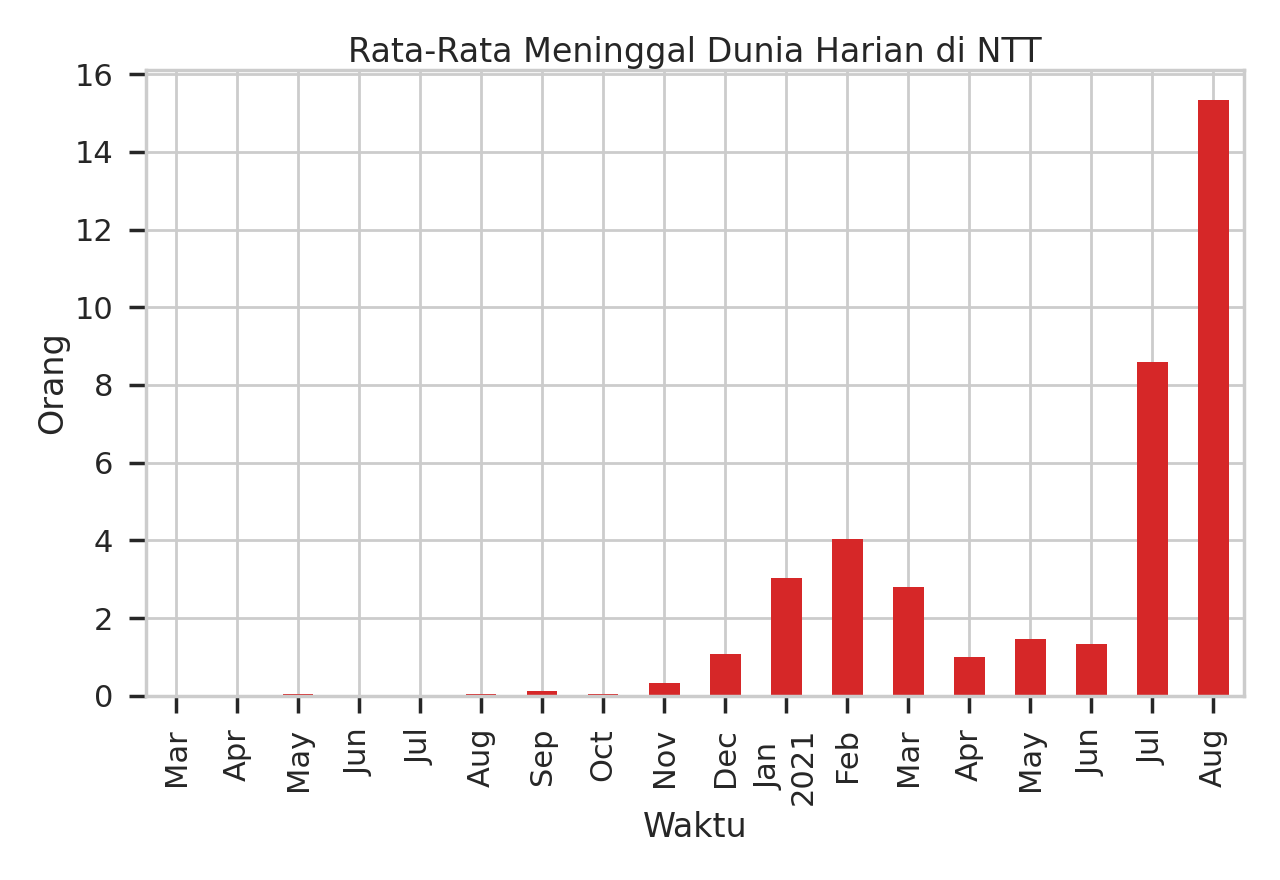 Rata-Rata Meninggal Dunia Harian di NTT
16
14
12
10
8
6
4
2
0
Orang
Mar
Apr
May
Jun
Jul
Aug
Sep
Oct
Nov
Dec
Jan
2021
Feb
Mar
Apr
May
Jun
Jul
Aug
Waktu